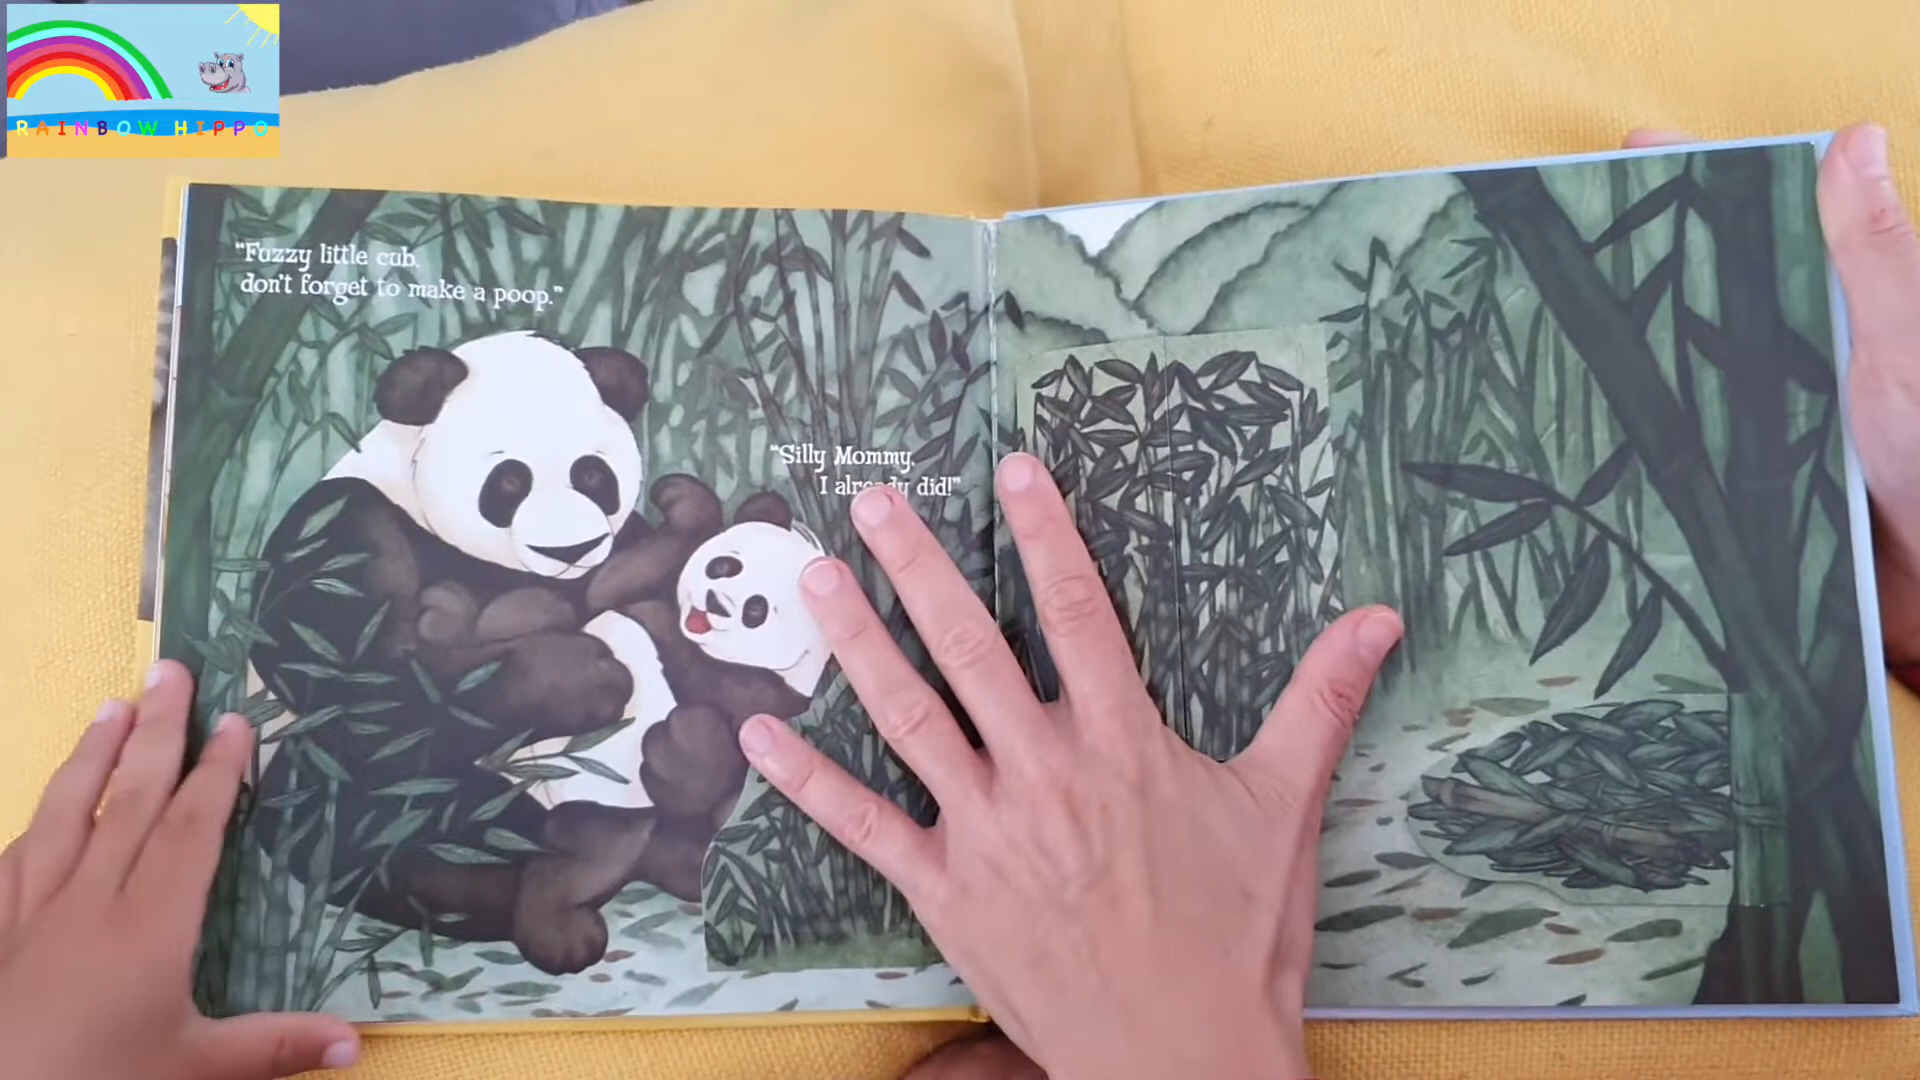 RAINBOW HIPPO
“Fuzzy little cub,
don't forget to make a poop.”
“Silly Mommy,
I already did!”